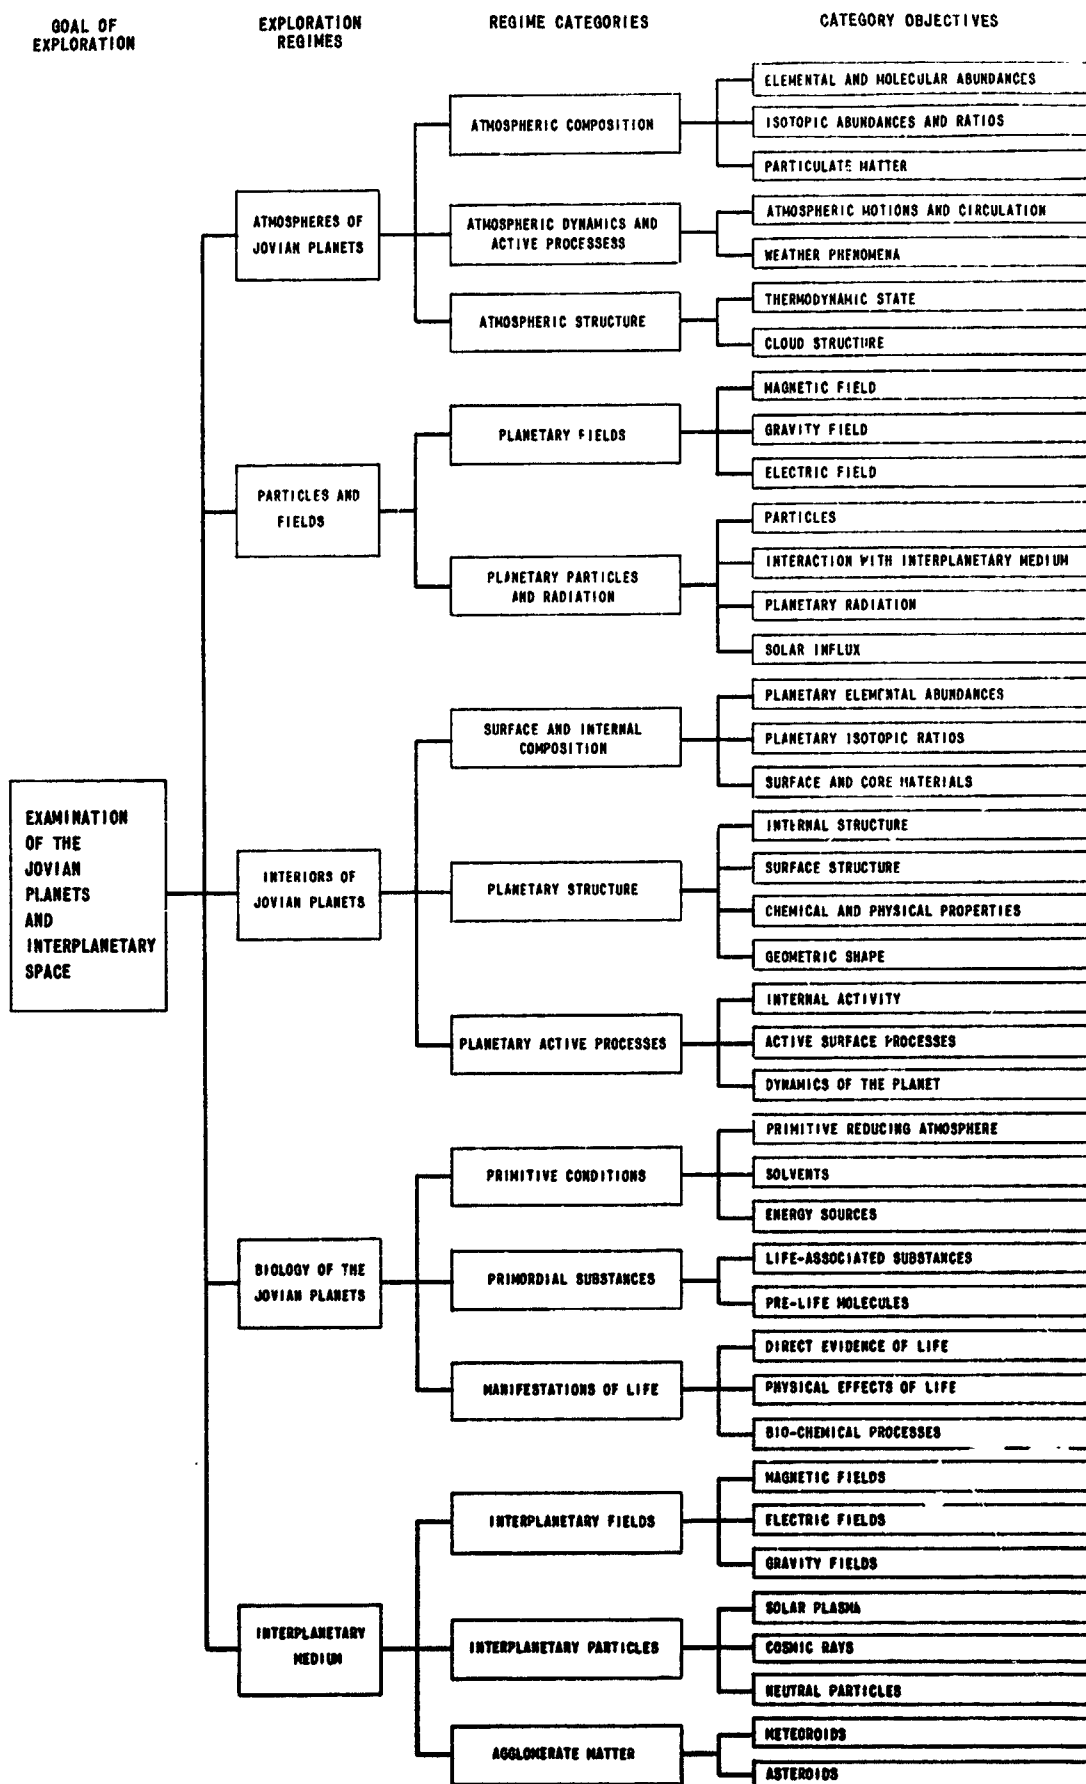 GOAL OF
EXPLORATION
EXPLORATION
REGIMES
REGIME CATEGORIES
CATEGORY OBJECTIVES
EXAMINATION
OF THE
JOVIAN
PLANETS
AND
INTERPLANETARY
SPACE
ATMOSPHERES OF
JOVIAN PLANETS
ATMOSPHERIC COMPOSITION
ELEMENTAL AND MOLECULAR ABUNDANCES
ISOTOPIC ABUNDANCES AND RATIOS
PARTICULATE MATTER
ATMOSPHERIC DYNAMICS AND
ACTIVE PROCESSESS
ATMOSPHERIC MOTIONS AND CIRCULATION
WEATHER PHENOMENA
ATMOSPHERIC STRUCTURE
THERMODYNAMIC STATE
CLOUD STRUCTURE
PARTICLES AND
FIELDS
PLANETARY FIELDS
MAGNETIC FIELD
GRAVITY FIELD
ELECTRIC FIELD
PLANETARY PARTICLES
AND RADIATION
PARTICLES
INTERACTION WITH INTERPLANETARY MEDIUM
PLANETARY RADIATION
SOLAR INFLUX
INTERIORS OF
JOVIAN PLANETS
SURFACE AND INTERNAL
COMPOSITION
PLANETARY ELEMENTAL ABUNDANCES
PLANETARY ISOTOPIC RATIOS
SURFACE AND CORE MATERIALS
PLANETARY STRUCTURE
INTERNAL STRUCTURE
SURFACE STRUCTURE
CHEMICAL AND PHYSICAL PROPERTIES
GEOMETRIC SHAPE
PLANETARY ACTIVE PROCESSES
INTERNAL ACTIVITY
ACTIVE SURFACE PROCESSES
DYNAMICS OF THE PLANET
BIOLOGY OF THE
JOVIAN PLANETS
PRIMITIVE CONDITIONS
PRIMITIVE REDUCING ATMOSPHERE
SOLVENTS
ENERGY SOURCES
PRIMORDIAL SUBSTANCES
LIFE-ASSOCIATED SUBSTANCES
PRE-LIFE MOLECULES
MANIFESTATIONS OF LIFE
DIRECT EVIDENCE OF LIFE
PHYSICAL EFFECTS OF LIFE
BIO-CHEMICAL PROCESSES
INTERPLANETARY
MEDIUM
INTERPLANETARY FIELDS
MAGNETIC FIELDS
ELECTRIC FIELDS
GRAVITY FIELDS
INTERPLANETARY PARTICLES
SOLAR PLASMA
COSMIC RAYS
NEUTRAL PARTICLES
AGGLOMERATE MATTER
METEOROIDS
ASTEROIDS